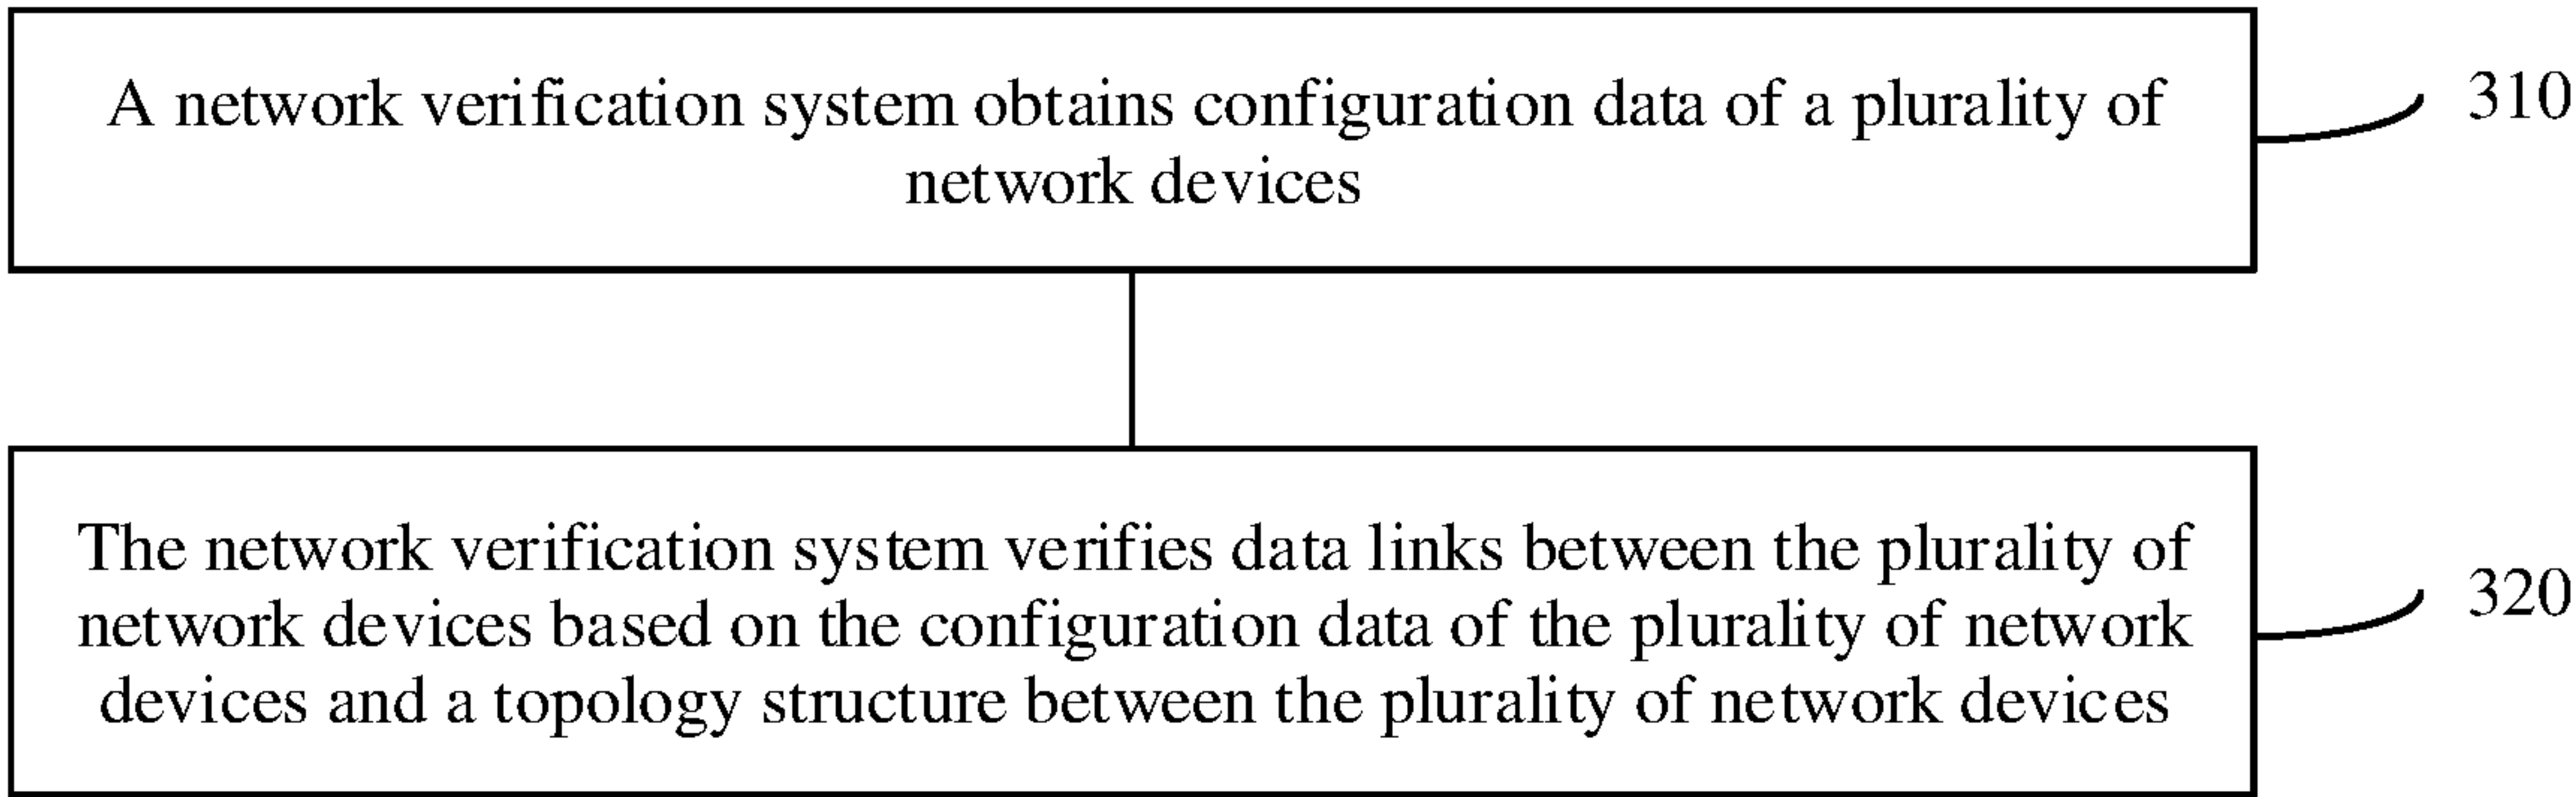 A network verification system obtains configuration data of a plurality of
network devices
310
The network verification system verifies data links between the plurality of
network devices based on the configuration data of the plurality of network
devices and a topology structure between the plurality of network devices
320